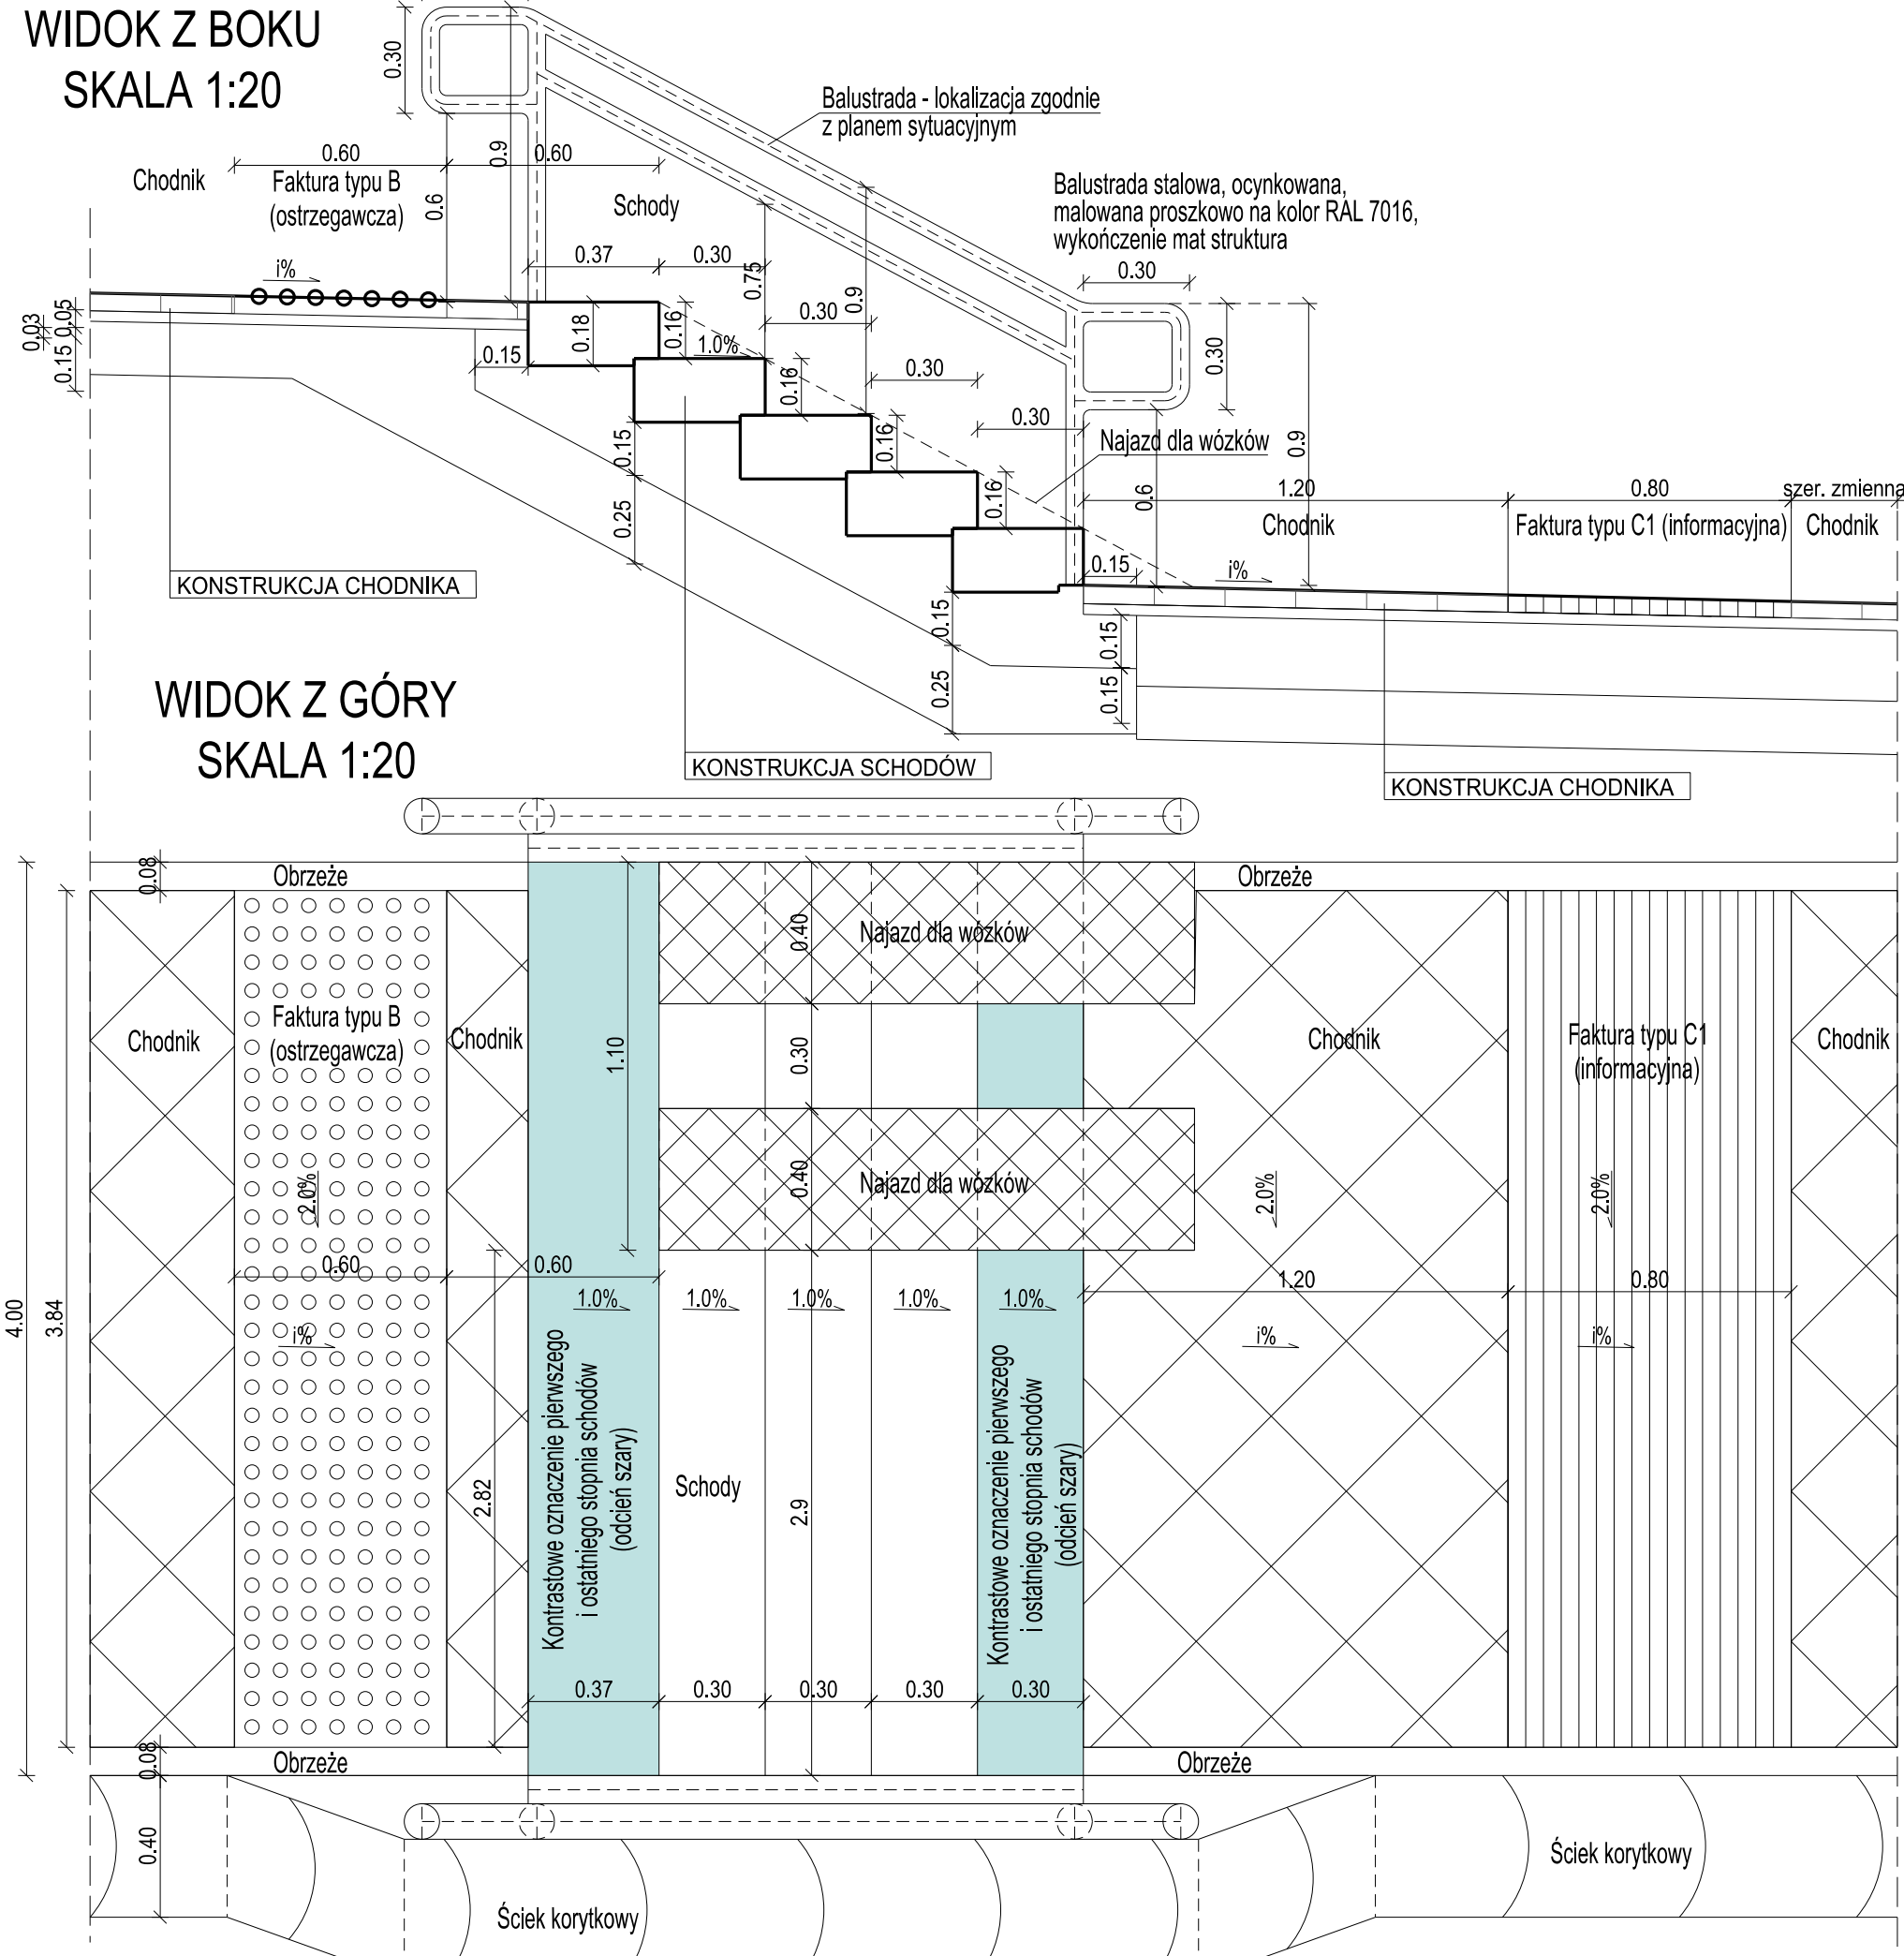 WIDOK Z BOKU
SKALA 1:20
0.30
0.9
Balustrada - lokalizacja zgodnie
z planem sytuacyjnym
0.60
0.60
Chodnik
Faktura typu B
(ostrzegawcza)
0.6
Schody
Balustrada stalowa, ocynkowana,
malowana proszkowo na kolor RAL 7016,
wykończenie mat struktura
i%
0.37
0.30
0.75
0.9
0.30
0.03
0.05
0.15
0.15
0.18
0.16
1.0%
0.30
0.16
0.30
0.30
0.15
0.16
0.30
Najazd dla wózków
0.9
0.25
0.16
0.6
1.20
0.80
szer. zmienna
Chodnik
Faktura typu C1 (informacyjna)
Chodnik
0.15
i%
KONSTRUKCJA CHODNIKA
0.15
0.15
0.25
0.15
WIDOK Z GÓRY
SKALA 1:20
KONSTRUKCJA SCHODÓW
KONSTRUKCJA CHODNIKA
0.08
Obrzeże
Obrzeże
0.40
Najazd dla wózków
Faktura typu B
(ostrzegawcza)
Chodnik
Chodnik
1.10
0.30
Chodnik
Faktura typu C1
(informacyjna)
Chodnik
2.0%
0.40
Najazd dla wózków
2.0%
2.0%
0.60
0.60
1.20
0.80
4.00
3.84
1.0%
1.0%
1.0%
1.0%
1.0%
i%
i%
i%
Kontrastowe oznaczenie pierwszego
i ostatniego stopnia schodów
(odcień szary)
Kontrastowe oznaczenie pierwszego
i ostatniego stopnia schodów
(odcień szary)
2.82
Schody
2.9
0.37
0.30
0.30
0.30
0.30
0.08
Obrzeże
Obrzeże
0.40
Ściek korytkowy
Ściek korytkowy